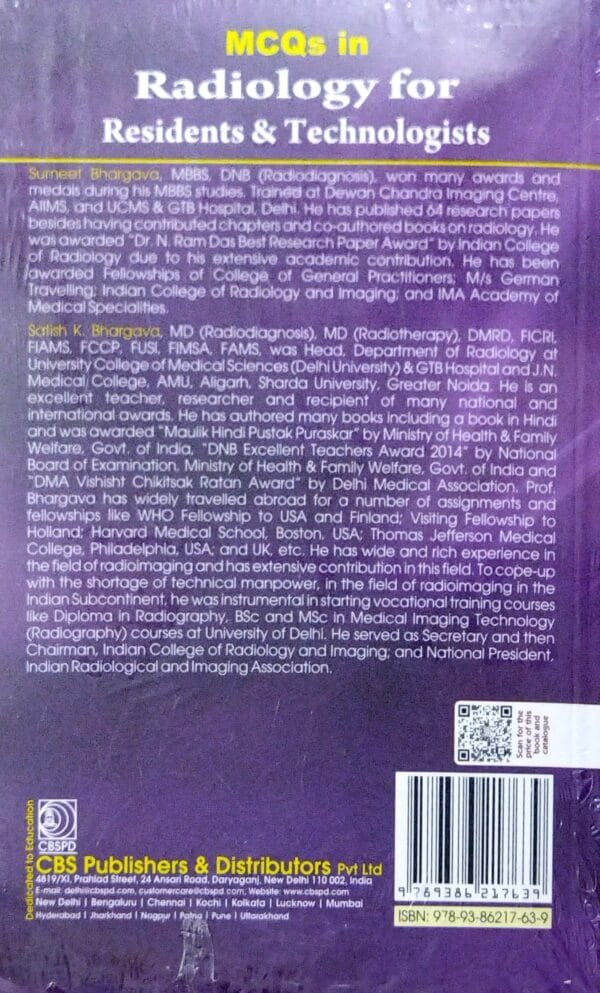 MCQs in
Radiology for
Residents & Technologists
Sumeet Bhargava, MBBS, DNB (Radiodiagnosis), won many awards and
medals during his MBBS studies. Trained at Dewan Chandra Imaging Centre,
AIIMS, and UCMS & GTB Hospital, Delhi. He has published 64 research papers
besides having contributed chapters and co-authored books on radiology. He
was awarded "Dr. N. Ram Das Best Research Paper Award" by Indian College
of Radiology due to his extensive academic contribution. He has been
awarded Fellowships of College of General Practitioners; M/s German
Travelling; Indian College of Radiology and Imaging; and IMA Academy of
Medical Specialities.
Satish K. Bhargava, MD (Radiodiagnosis), MD (Radiotherapy), DMRD, FICRI,
FIAMS, FCCP, FUSI, FIMSA, FAMS, was Head, Department of Radiology at
University College of Medical Sciences (Delhi University) & GTB Hospital and J.N.
Medical College, AMU, Aligarh, Sharda University, Greater Noida. He is an
excellent teacher, researcher and recipient of many national and
international awards. He has authored many books including a book in Hindi
and was awarded "Maulik Hindi Pustak Puraskar" by Ministry of Health & Family
Welfare, Govt. of India, "DNB Excellent Teachers Award 2014" by National
Board of Examination, Ministry of Health & Family Welfare, Govt. of India and
"DMA Vishisht Chikitsak Ratan Award" by Delhi Medical Association. Prof.
Bhargava has widely travelled abroad for a number of assignments and
fellowships like WHO Fellowship to USA and Finland; Visiting Fellowship to
Holland; Harvard Medical School, Boston, USA; Thomas Jefferson Medical
College, Philadelphia, USA; and UK, etc. He has wide and rich experience in
the field of radioimaging and has extensive contribution in this field. To cope-up
with the shortage of technical manpower, in the field of radioimaging in the
Indian Subcontinent, he was instrumental in starting vocational training courses
like Diploma in Radiography, BSc and MSc in Medical Imaging Technology
(Radiography) courses at University of Delhi. He served as Secretary and then
Chairman, Indian College of Radiology and Imaging; and National President,
Indian Radiological and Imaging Association.
Scan for the
price of this
book and
catalogue
Dedicated to Education
CBSPD
CBS Publishers & Distributors Pvt Ltd
4819/XI, Prahlad Street, 24 Ansari Road, Daryaganj, New Delhi 110 002, India
E-mail: delhi@cbspd.com, customercare@cbspd.com, Website: www.cbspd.com
New Delhi | Bengaluru | Chennai | Kochi | Kolkata | Lucknow | Mumbai
Hyderabad | Jharkhand | Nagpur | Patna | Pune | Uttarakhand
9 789386 217639
ISBN: 978-93-86217-63-9